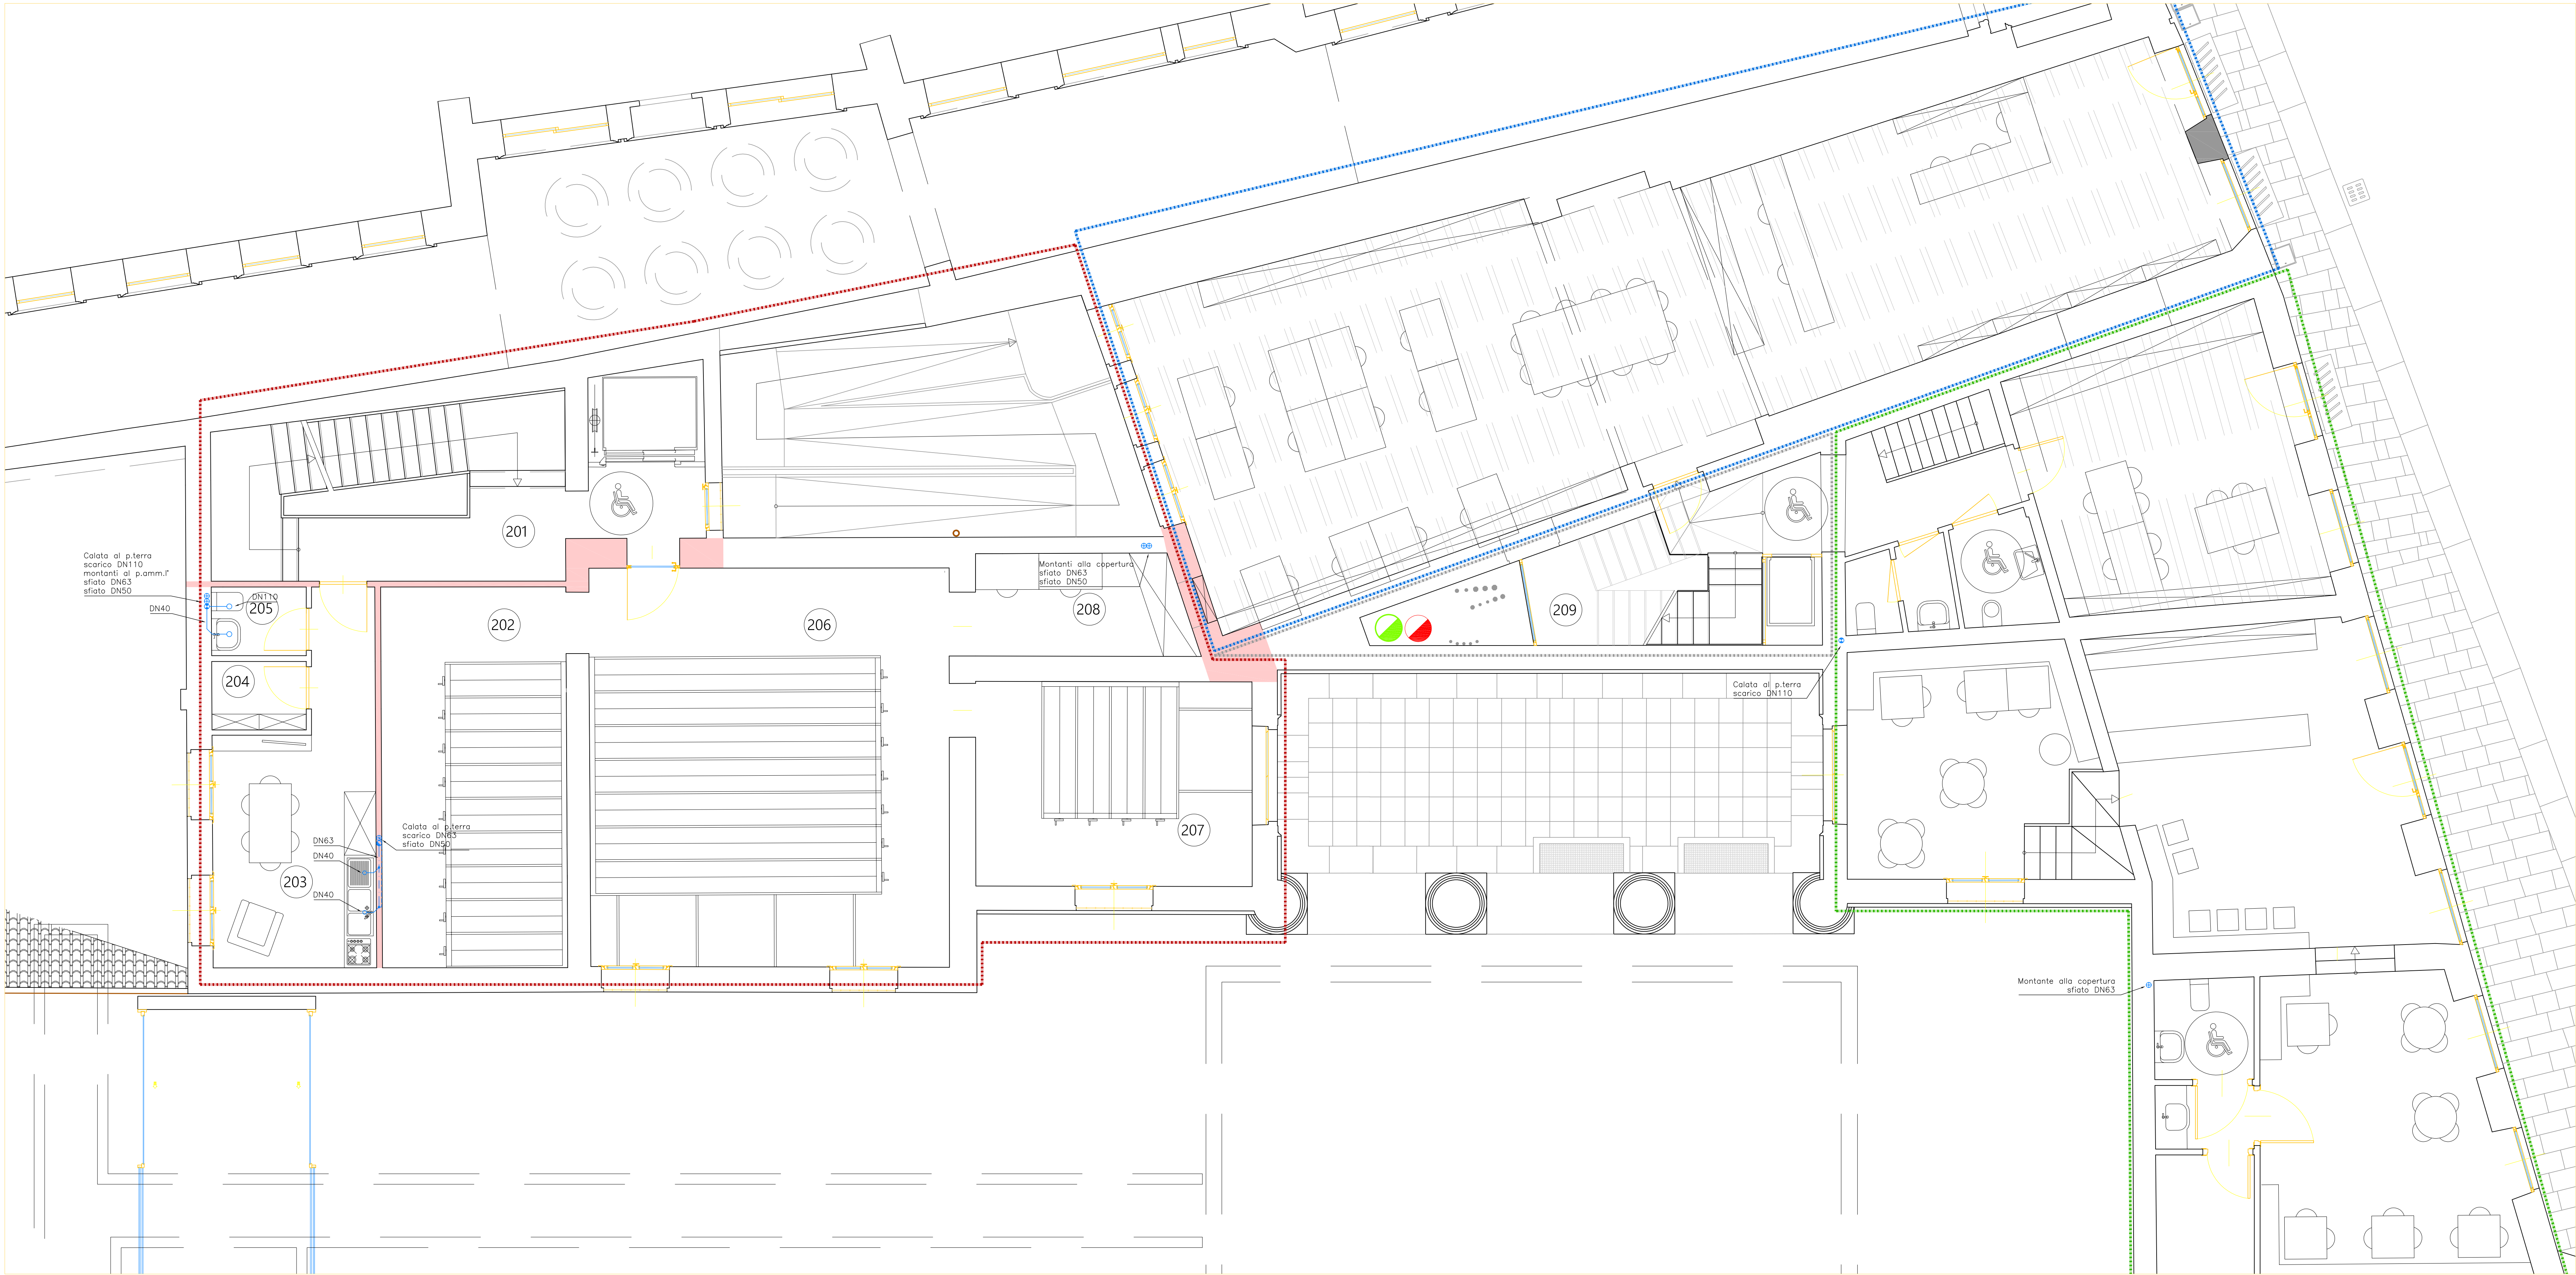 201
Calata al p.terra
scarico DN110
montanti al p.amm.I°
sfiato DN63
sfiato DN50
DN40
DN110
205
202
206
Montanti alla copertura
sfiato DN63
sfiato DN50
208
209
204
Calata al p.terra
scarico DN110
Calata al p.terra
scarico DN63
sfiato DN50
DN63
DN40
DN40
203
207
Montante alla copertura
sfiato DN63